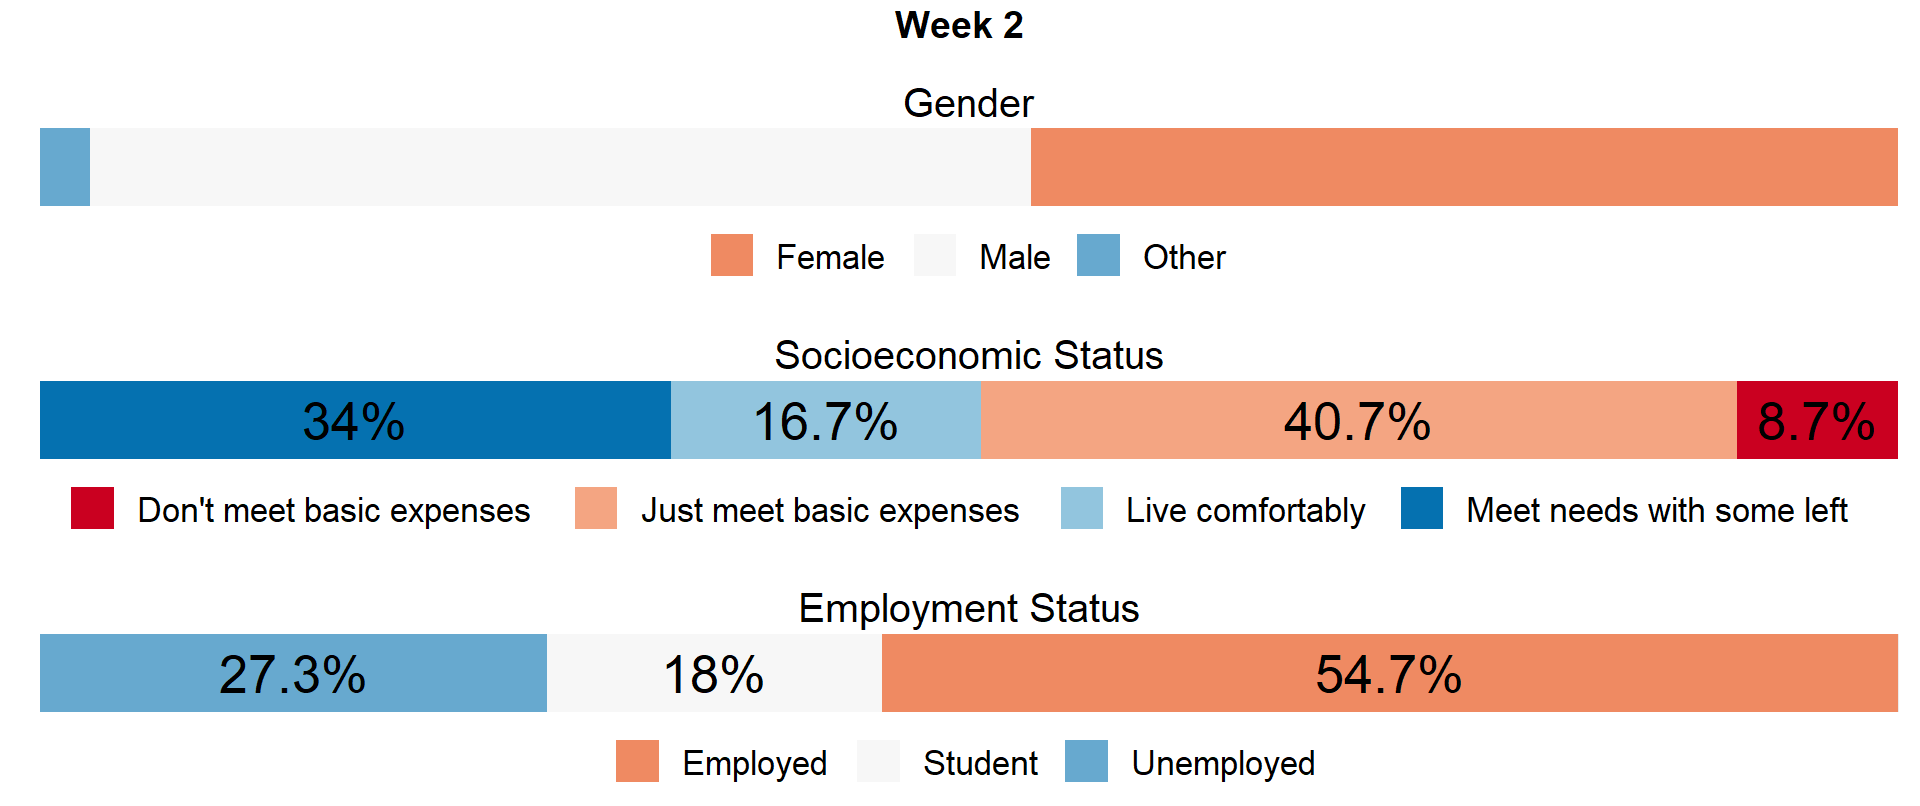 Week 2
Gender
Female Male Other
Socioeconomic Status
34% 16.7% 40.7% 8.7%
Don't meet basic expenses Just meet basic expenses Live comfortably Meet needs with some left
Employment Status
27.3% 18% 54.7%
Employed Student Unemployed